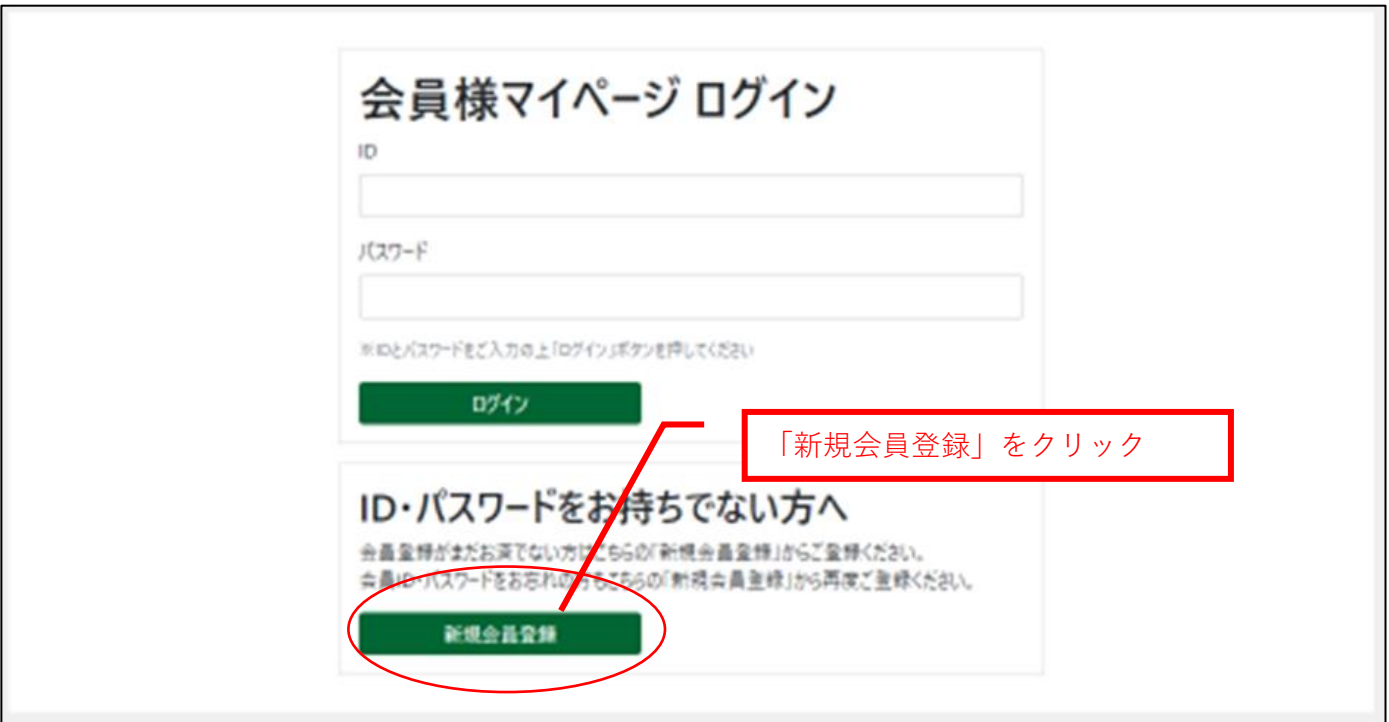 会員様マイページ ログイン
ID
パスワード
※IDとパスワードをご入力の上「ログイン」ボタンを押してください
ログイン
「新規会員登録」をクリック
ID・パスワードをお持ちでない方へ
会員登録がまだお済でない方はこちらの「新規会員登録」からご登録ください。
会員ID・パスワードをお忘れの方もこちらの「新規会員登録」から再度ご登録ください。
新規会員登録